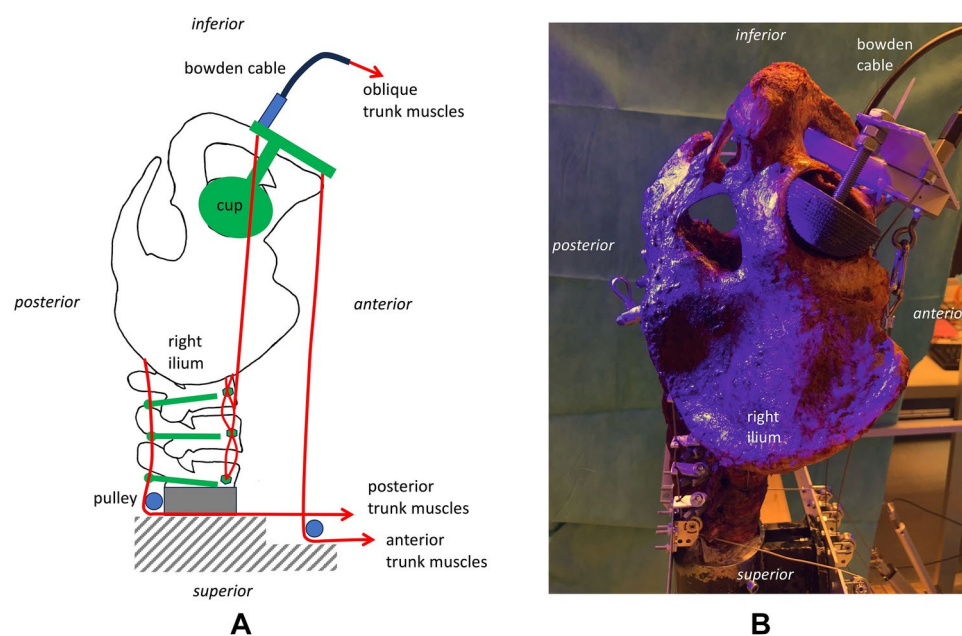 inferior
bowden cable
oblique
trunk muscles
cup
posterior
anterior
right
ilium
pulley
posterior
trunk muscles
anterior
trunk muscles
superior
A
inferior
bowden
cable
posterior
anterior
right
ilium
superior
B